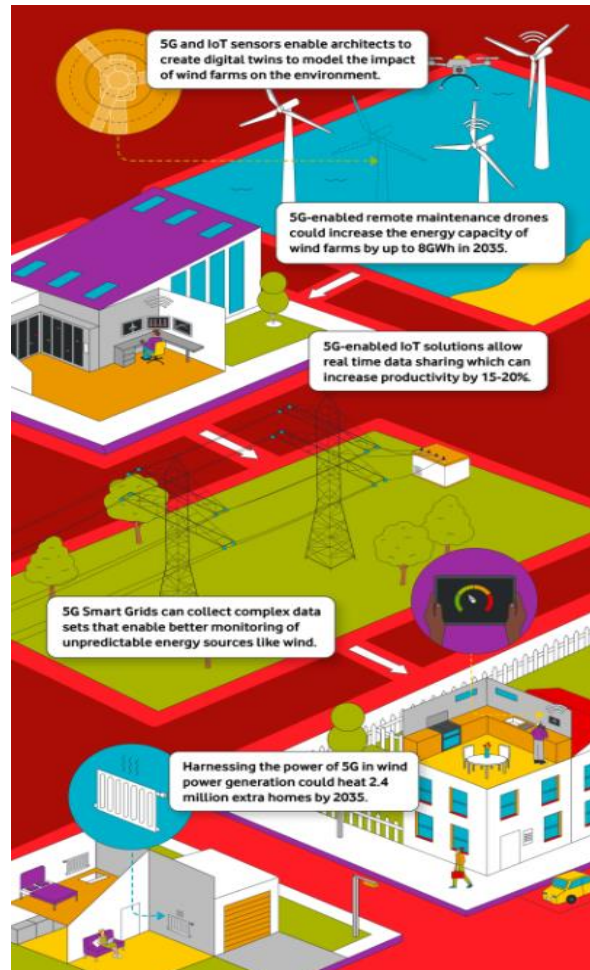 5G and IoT sensors enable architects to
create digital twins to model the impact
of wind farms on the environment.
5G-enabled remote maintenance drones
could increase the energy capacity of
wind farms by up to 8GWh in 2035.
5G-enabled IoT solutions allow
real time data sharing which can
increase productivity by 15-20%.
5G Smart Grids can collect complex data
sets that enable better monitoring of
unpredictable energy sources like wind.
Harnessing the power of 5G in wind
power generation could heat 2.4
million extra homes by 2035.